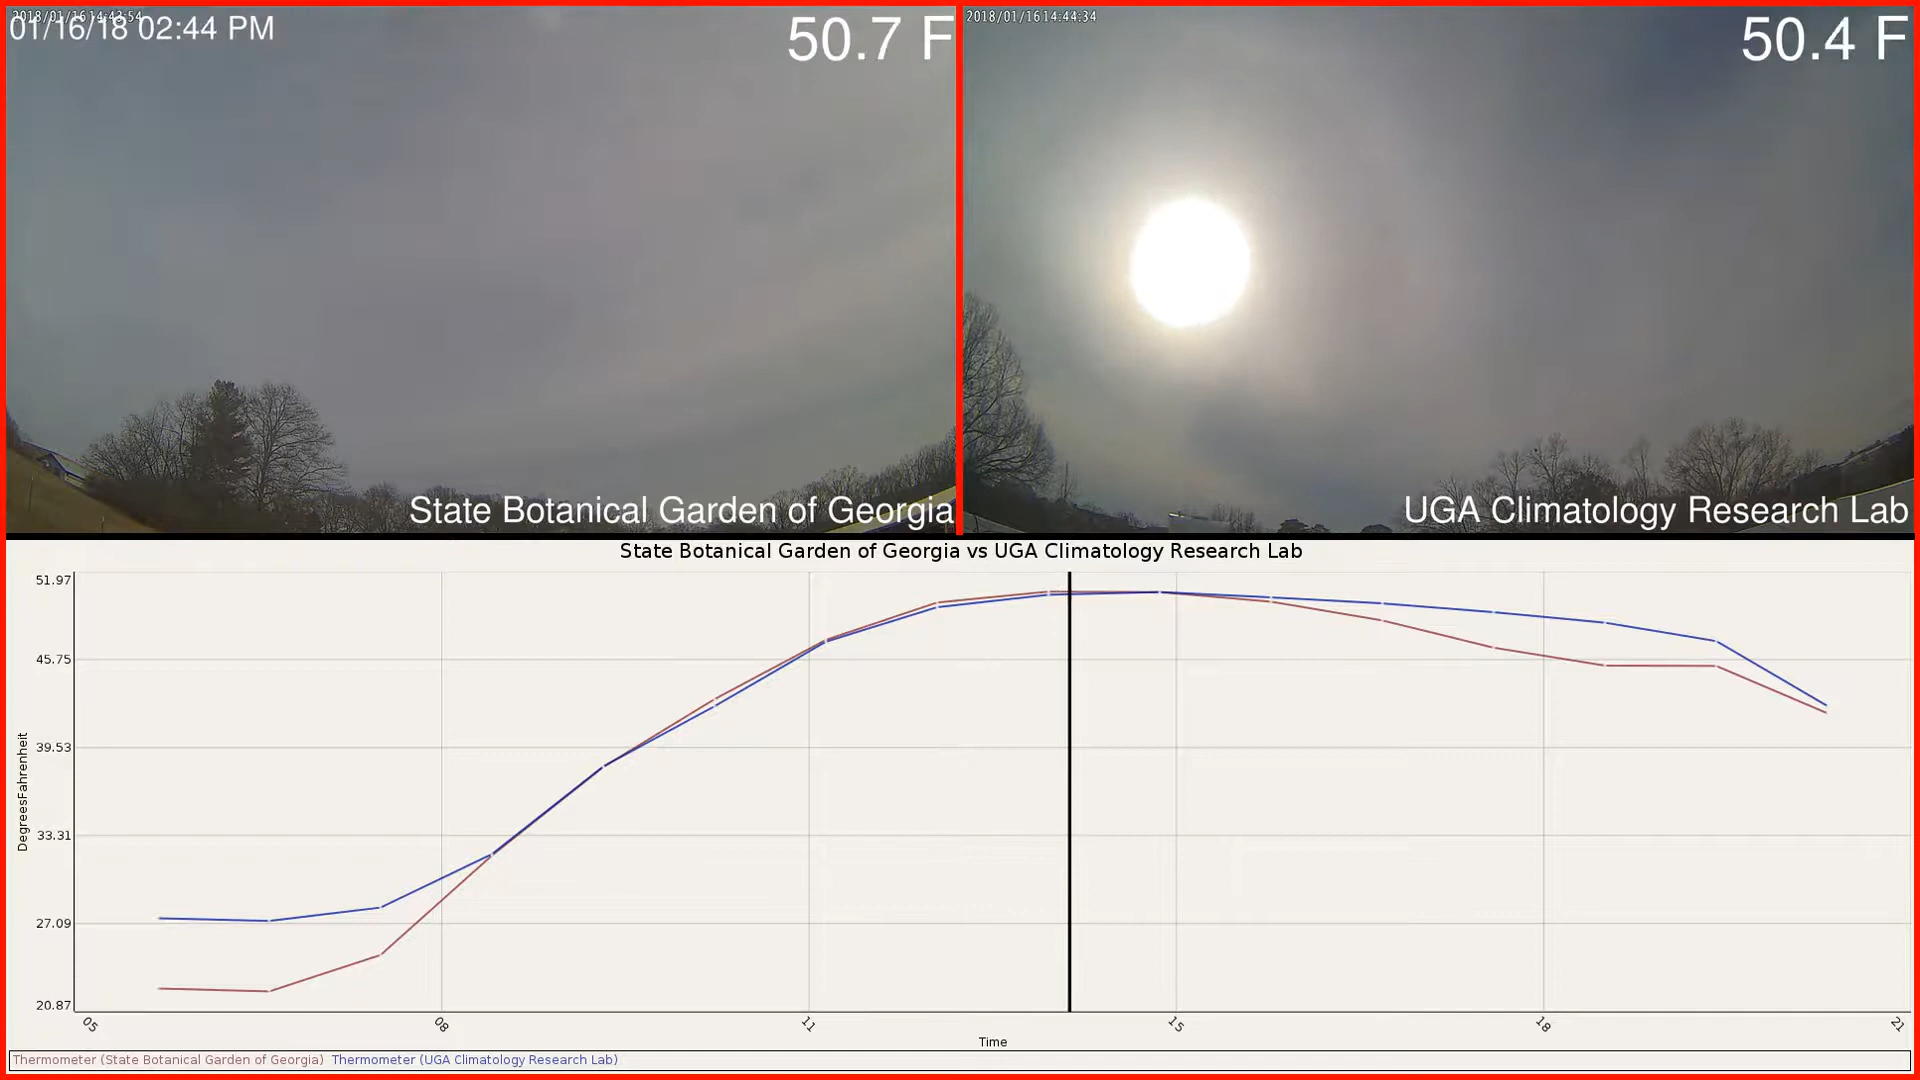 2018/01/16 14:43:54
01/16/18 02:44 PM
50.7 F
State Botanical Garden of Georgia
2018/01/16 14:44:34
50.4 F
UGA Climatology Research Lab
State Botanical Garden of Georgia vs UGA Climatology Research Lab
51.97
45.75
39.53
33.31
27.09
20.87
DegreesFahrenheit
05
08
11
15
18
21
Time
Thermometer (State Botanical Garden of Georgia) Thermometer (UGA Climatology Research Lab)